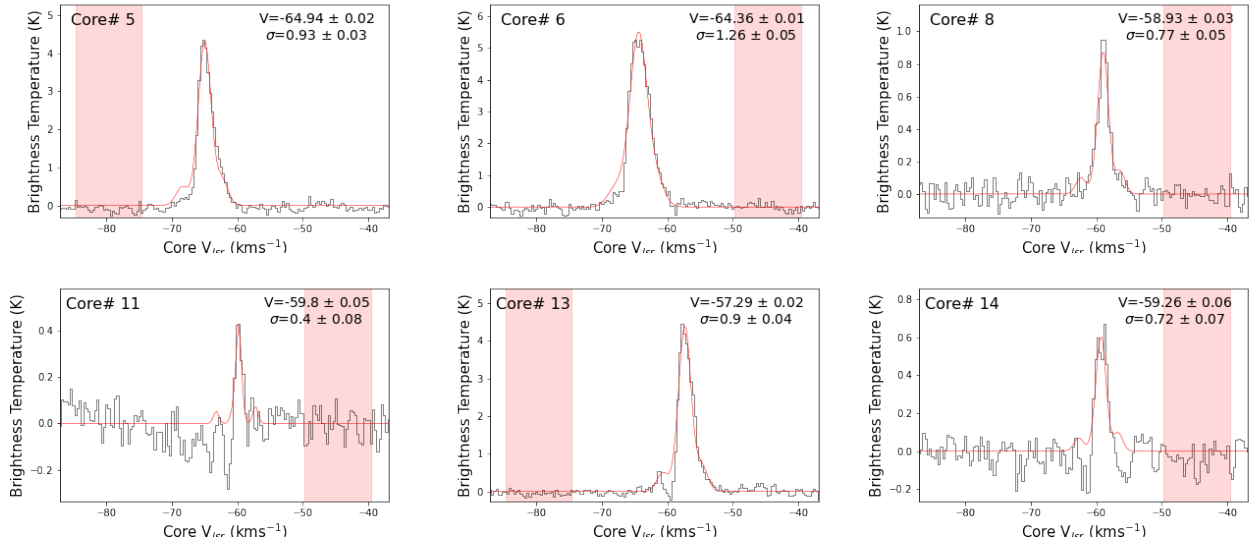 Core# 5
V=-64.94 ± 0.02
σ=0.93 ± 0.03
Brightness Temperature (K)
4
3
2
1
0
−80
−70
−60
−50
−40
Core V_lsr (kms⁻¹)
Core# 6
V=-64.36 ± 0.01
σ=1.26 ± 0.05
Brightness Temperature (K)
6
5
4
3
2
1
0
−80
−70
−60
−50
−40
Core V_lsr (kms⁻¹)
Core# 8
V=-58.93 ± 0.03
σ=0.77 ± 0.05
Brightness Temperature (K)
1.0
0.8
0.6
0.4
0.2
0.0
−80
−70
−60
−50
−40
Core V_lsr (kms⁻¹)
Core# 11
V=-59.8 ± 0.05
σ=0.4 ± 0.08
Brightness Temperature (K)
0.4
0.2
0.0
−0.2
−80
−70
−60
−50
−40
Core V_lsr (kms⁻¹)
Core# 13
V=-57.29 ± 0.02
σ=0.9 ± 0.04
Brightness Temperature (K)
5
4
3
2
1
0
−80
−70
−60
−50
−40
Core V_lsr (kms⁻¹)
Core# 14
V=-59.26 ± 0.06
σ=0.72 ± 0.07
Brightness Temperature (K)
0.8
0.6
0.4
0.2
0.0
−0.2
−80
−70
−60
−50
−40
Core V_lsr (kms⁻¹)